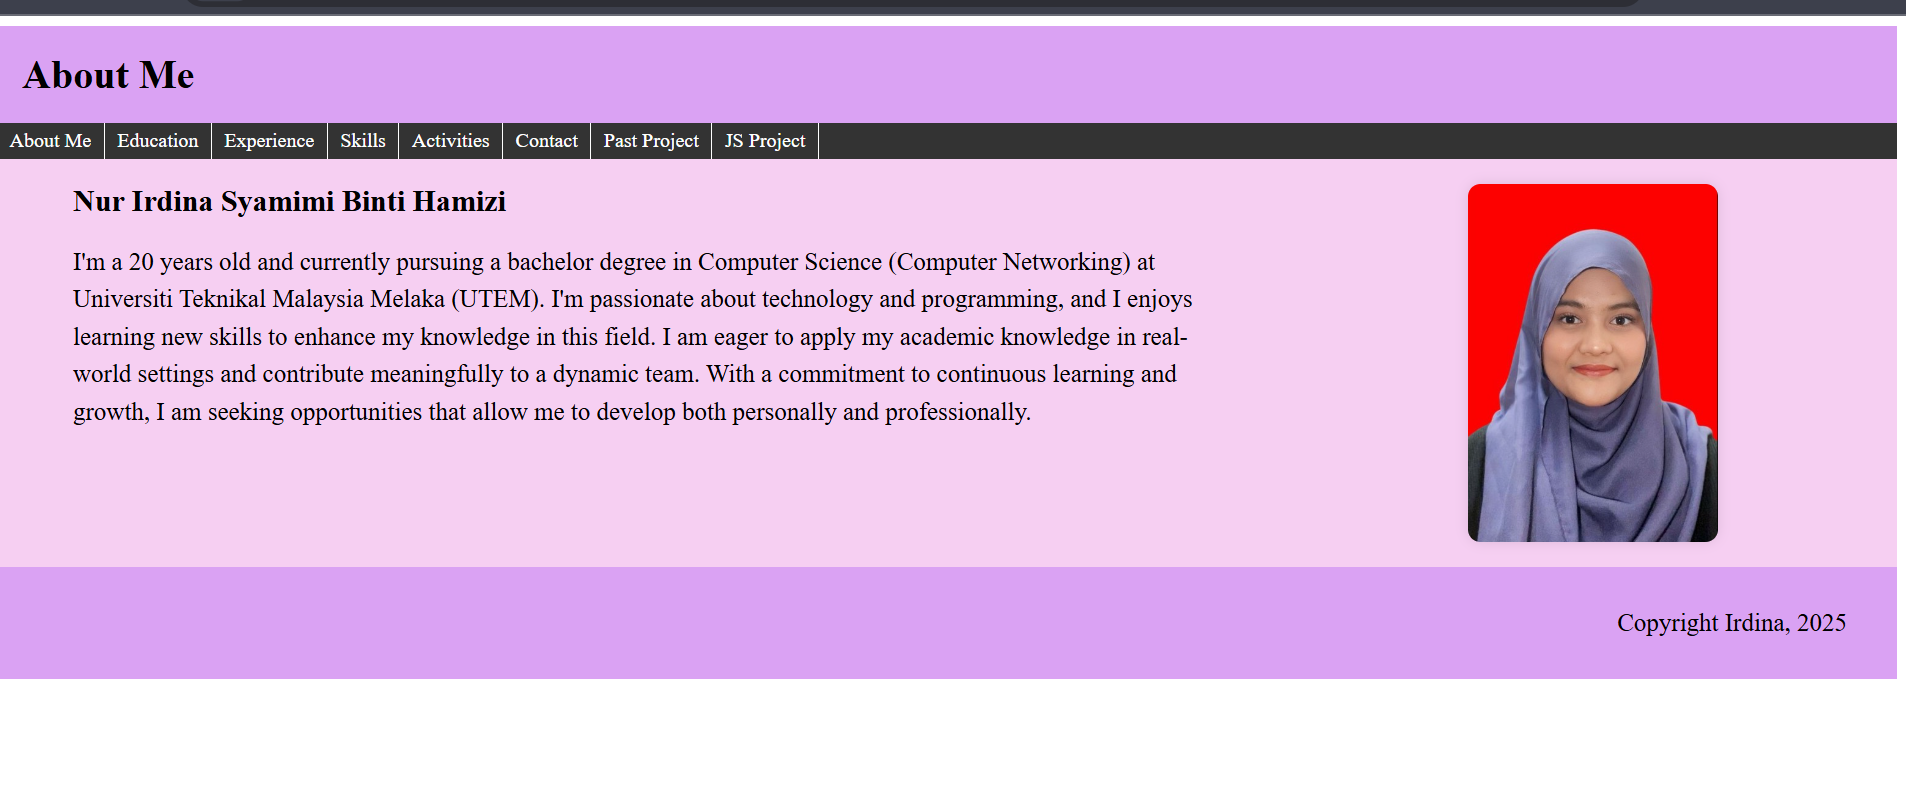 About Me
About Me Education Experience Skills Activities Contact Past Project JS Project
Nur Irdina Syamimi Binti Hamizi
I'm a 20 years old and currently pursuing a bachelor degree in Computer Science (Computer Networking) at
Universiti Teknikal Malaysia Melaka (UTEM). I'm passionate about technology and programming, and I enjoys
learning new skills to enhance my knowledge in this field. I am eager to apply my academic knowledge in real-
world settings and contribute meaningfully to a dynamic team. With a commitment to continuous learning and
growth, I am seeking opportunities that allow me to develop both personally and professionally.
Copyright Irdina, 2025